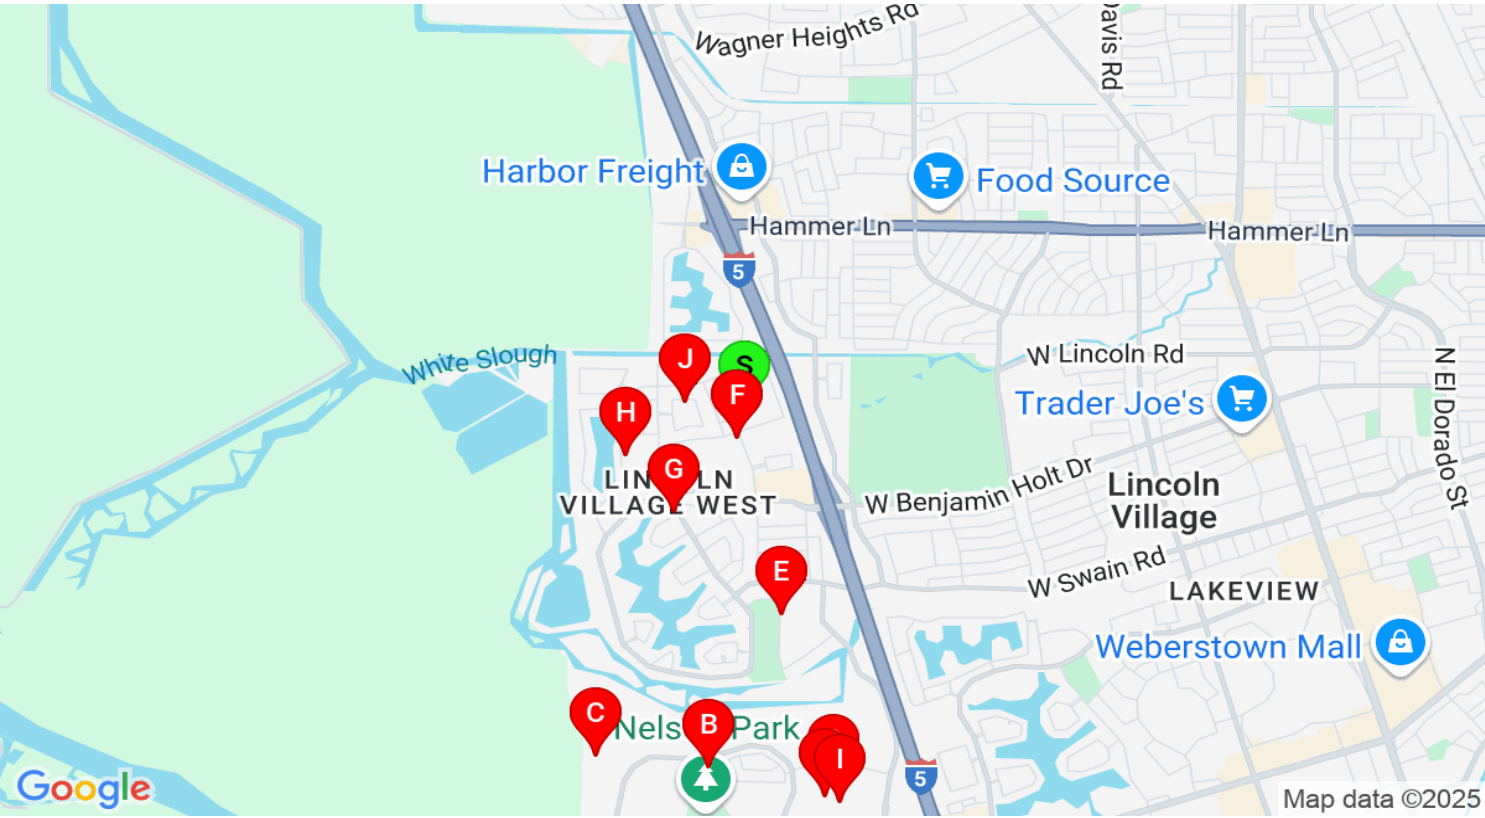 Wagner Heights Rd
Davis Rd
Harbor Freight
Food Source
Hammer Ln
Hammer Ln
5
White Slough
J
S
F
H
W Lincoln Rd
Trader Joe's
N El Dorado St
G
LIN LN
VILLAGE WEST
W Benjamin Holt Dr
Lincoln
Village
E
W Swain Rd
LAKEVIEW
Weberstown Mall
C
Nels Park
B
I
5
Google
Map data ©2025